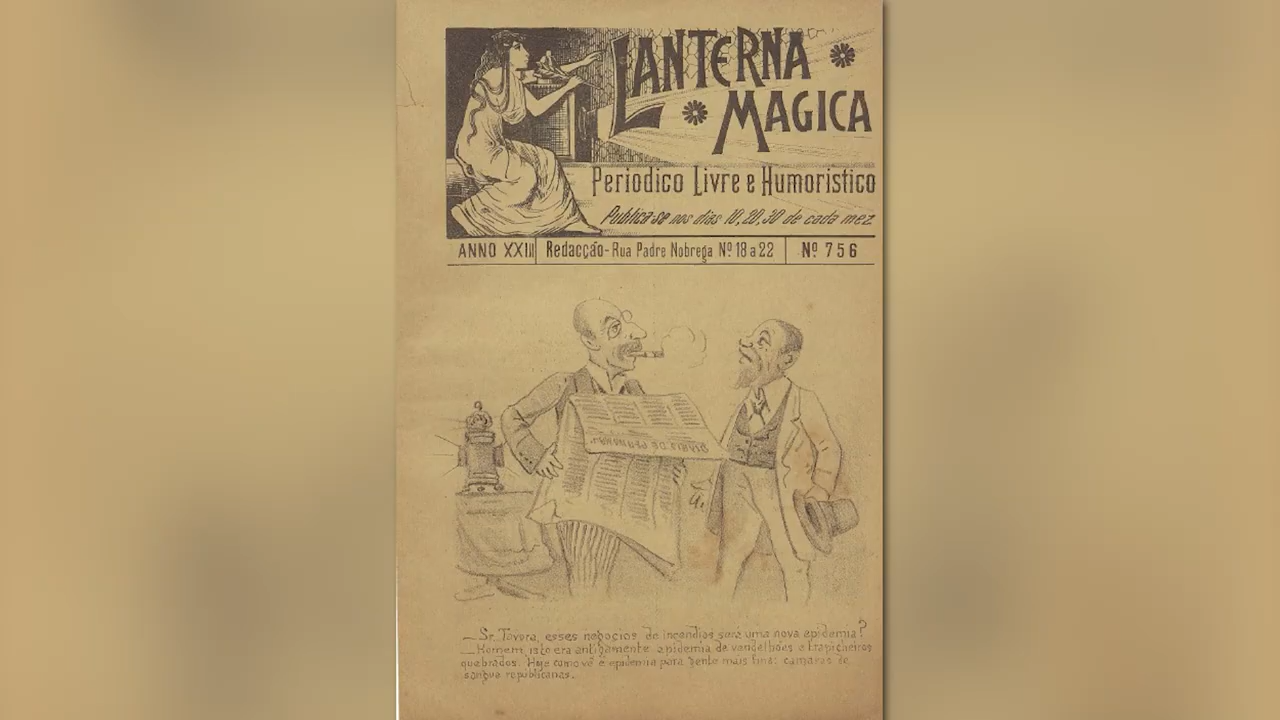 LANTERNA
MAGICA
Periodico Livre e Humoristico
Publica-se nos dias 10, 20, 30 de cada mez
ANNO XXIII Redacção-Rua Padre Nobrega Nº 18 a 22 Nº 756
DIARIO DE PERNAMBº
— Sr. Tavora, esses negocios de incendios será uma nova epidemia?
— Homem, isto era antigamente epidemia de vendelhões e trapicheiros
quebrados. Hoje como vê é epidemia para gente mais fina: camaras de
sangue republicanas.